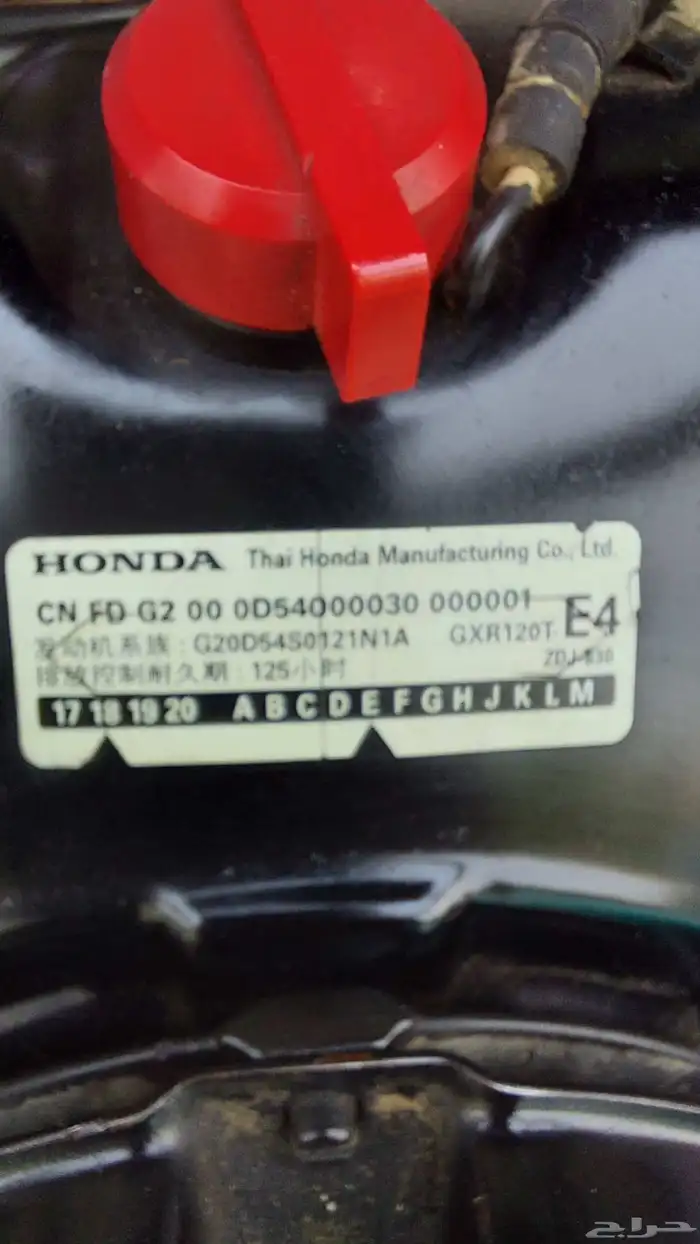 HONDA Thai Honda Manufacturing Co., Ltd.
CN FD G2 00 0D54000030 000001
发动机系族 : G20D54S0121N1A GXR120T E4
排放控制耐久期 : 125小时
17 18 19 20 A B C D E F G H J K L M
حراج